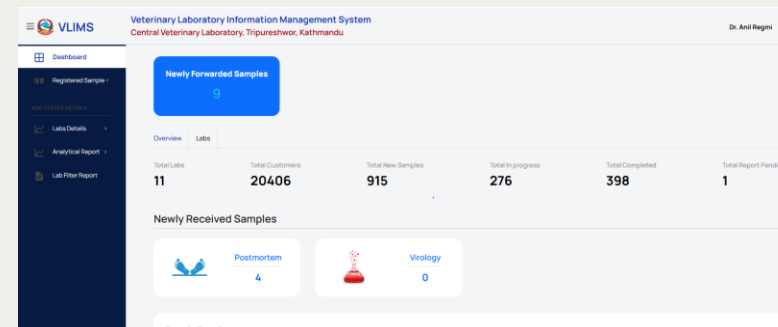 VLIMS
Veterinary Laboratory Information Management System
Central Veterinary Laboratory, Tripureshwor, Kathmandu
Dr. Anil Regmi
Dashboard
Registered Sample
Labs Details
Analytical Report
Lab Filter Report
Newly Forwarded Samples
9
Overview Labs
Total Labs Total Customers Total New Samples Total In progress Total Completed Total Report Pendi
11 20406 915 276 398 1
Newly Received Samples
Postmortem Virology
4 0